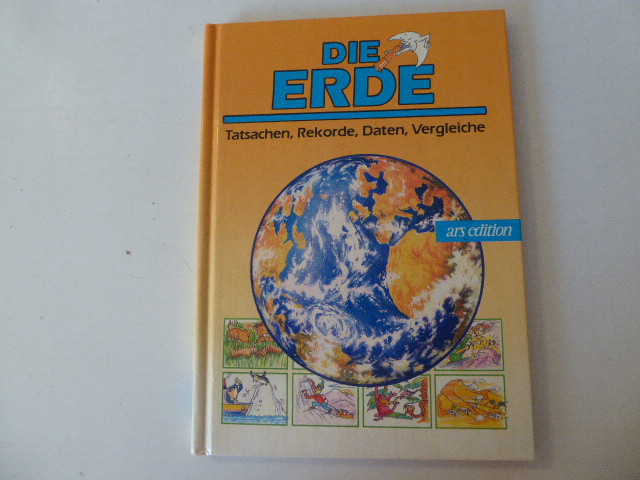 DIE
ERDE
Tatsachen, Rekorde, Daten, Vergleiche
ars edition